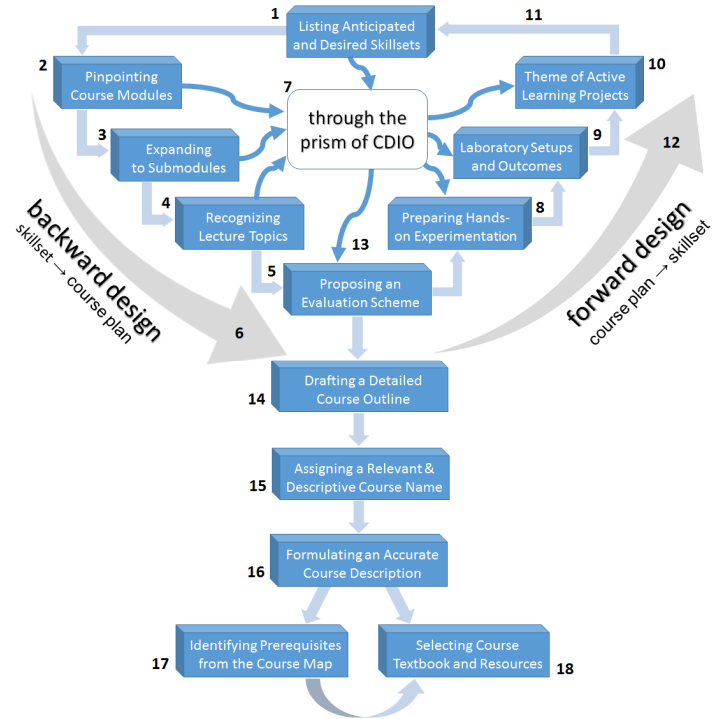 1
Listing Anticipated
and Desired Skillsets
11
2
Pinpointing
Course Modules
7
through the
prism of CDIO
Theme of Active
Learning Projects
10
3
Expanding
to Submodules
Laboratory Setups
and Outcomes
9
12
4
Recognizing
Lecture Topics
Preparing Hands-
on Experimentation
8
13
5
Proposing an
Evaluation Scheme
backward design
skillset → course plan
6
forward design
course plan → skillset
14
Drafting a Detailed
Course Outline
15
Assigning a Relevant &
Descriptive Course Name
16
Formulating an Accurate
Course Description
17
Identifying Prerequisites
from the Course Map
Selecting Course
Textbook and Resources
18